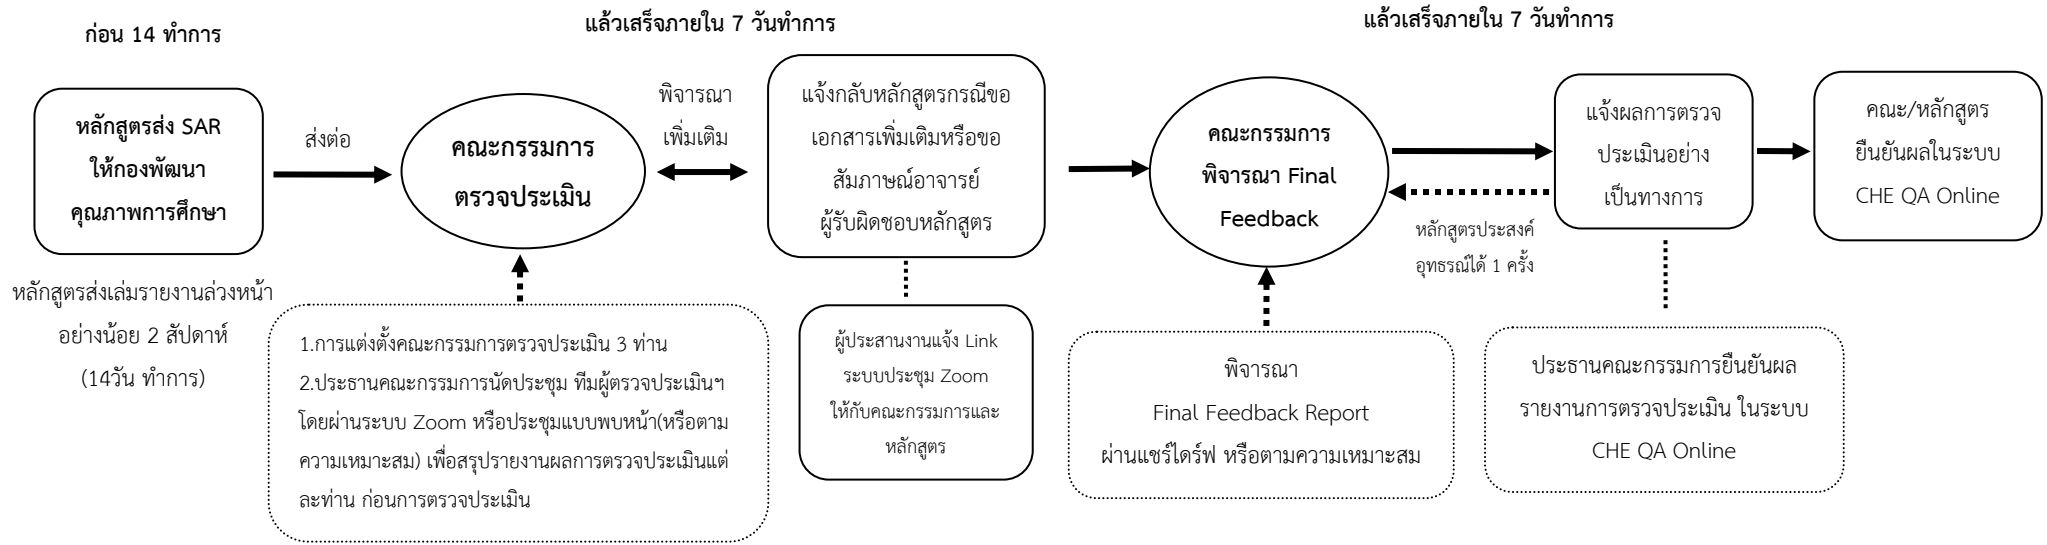 ก่อน 14 ทำการ
แล้วเสร็จภายใน 7 วันทำการ
แล้วเสร็จภายใน 7 วันทำการ
หลักสูตรส่ง SAR
ให้กองพัฒนา
คุณภาพการศึกษา
หลักสูตรส่งเล่มรายงานล่วงหน้า
อย่างน้อย 2 สัปดาห์
(14วัน ทำการ)
ส่งต่อ
คณะกรรมการ
ตรวจประเมิน
1.การแต่งตั้งคณะกรรมการตรวจประเมิน 3 ท่าน
2.ประธานคณะกรรมการนัดประชุม ทีมผู้ตรวจประเมินฯ
โดยผ่านระบบ Zoom หรือประชุมแบบพบหน้า(หรือตาม
ความเหมาะสม) เพื่อสรุปรายงานผลการตรวจประเมินแต่
ละท่าน ก่อนการตรวจประเมิน
พิจารณา
เพิ่มเติม
แจ้งกลับหลักสูตรกรณีขอ
เอกสารเพิ่มเติมหรือขอ
สัมภาษณ์อาจารย์
ผู้รับผิดชอบหลักสูตร
ผู้ประสานงานแจ้ง Link
ระบบประชุม Zoom
ให้กับคณะกรรมการและ
หลักสูตร
คณะกรรมการ
พิจารณา Final
Feedback
พิจารณา
Final Feedback Report
ผ่านแชร์ไดร์ฟ หรือตามความเหมาะสม
หลักสูตรประสงค์
อุทธรณ์ได้ 1 ครั้ง
แจ้งผลการตรวจ
ประเมินอย่าง
เป็นทางการ
ประธานคณะกรรมการยืนยันผล
รายงานการตรวจประเมิน ในระบบ
CHE QA Online
คณะ/หลักสูตร
ยืนยันผลในระบบ
CHE QA Online